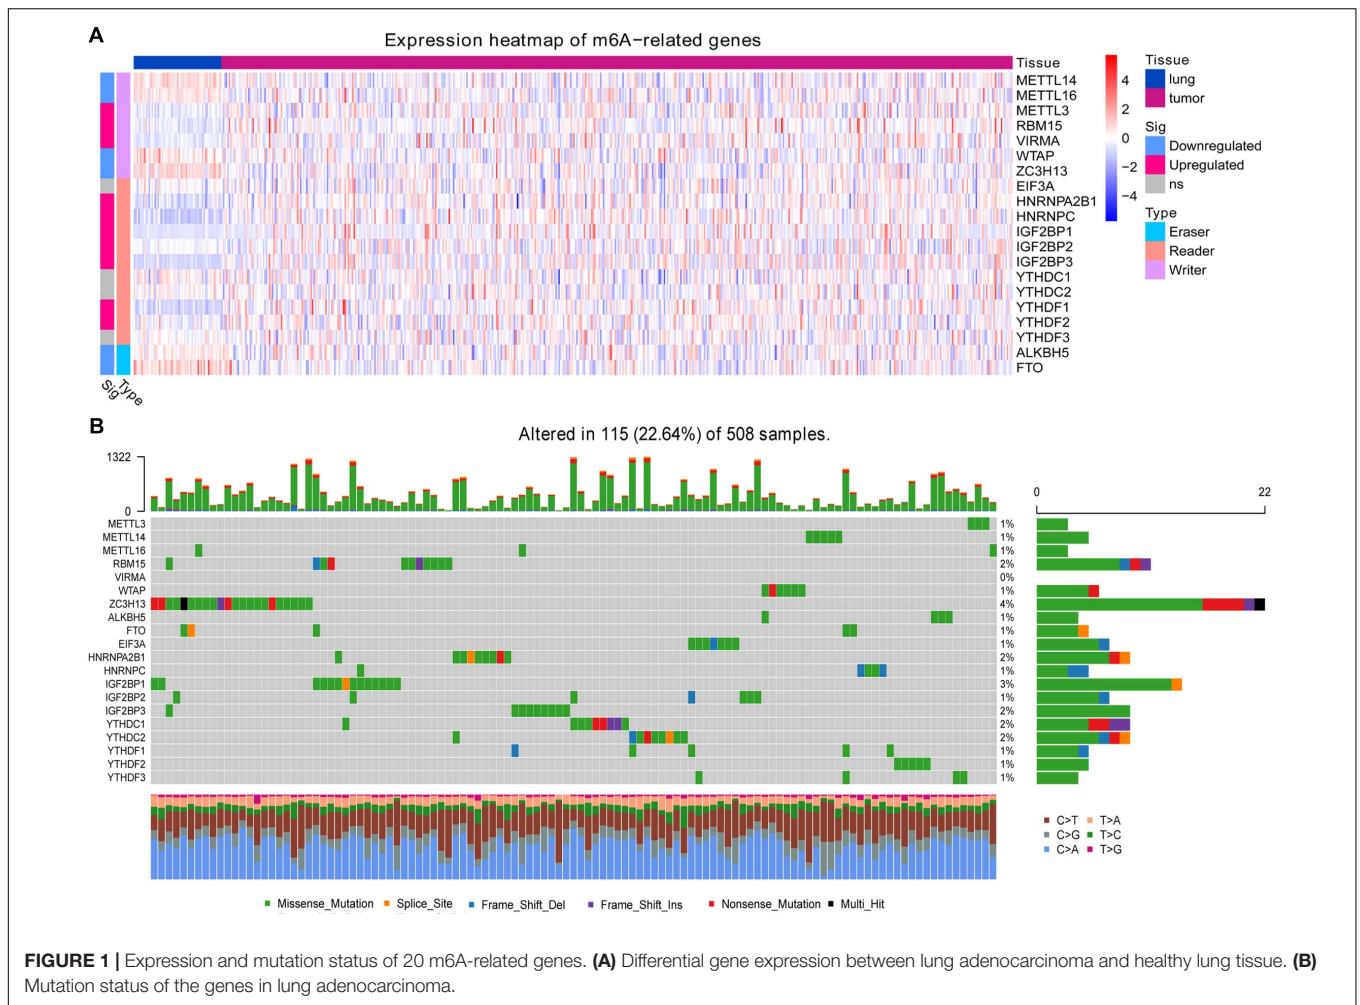 A
Expression heatmap of m6A−related genes
Tissue
METTL14
METTL16
METTL3
RBM15
VIRMA
WTAP
ZC3H13
EIF3A
HNRNPA2B1
HNRNPC
IGF2BP1
IGF2BP2
IGF2BP3
YTHDC1
YTHDC2
YTHDF1
YTHDF2
YTHDF3
ALKBH5
FTO
4
2
0
−2
−4
Tissue
lung
tumor
Sig
Downregulated
Upregulated
ns
Type
Eraser
Reader
Writer
Sig
Type
B
Altered in 115 (22.64%) of 508 samples.
1322
0
0 22
METTL3 1%
METTL14 1%
METTL16 1%
RBM15 2%
VIRMA 0%
WTAP 1%
ZC3H13 4%
ALKBH5 1%
FTO 1%
EIF3A 1%
HNRNPA2B1 2%
HNRNPC 1%
IGF2BP1 3%
IGF2BP2 1%
IGF2BP3 2%
YTHDC1 2%
YTHDC2 2%
YTHDF1 1%
YTHDF2 1%
YTHDF3 1%
C>T T>A
C>G T>C
C>A T>G
Missense_Mutation Splice_Site Frame_Shift_Del Frame_Shift_Ins Nonsense_Mutation Multi_Hit
FIGURE 1 | Expression and mutation status of 20 m6A-related genes. (A) Differential gene expression between lung adenocarcinoma and healthy lung tissue. (B)
Mutation status of the genes in lung adenocarcinoma.